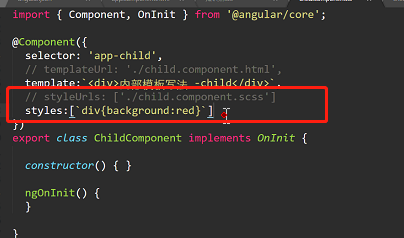 import { Component, OnInit } from '@angular/core';
@Component({
selector: 'app-child',
// templateUrl: './child.component.html',
template:`<div>内部模板写法 -child</div>`,
// styleUrls: ['./child.component.scss']
styles:[`div{background:red}`]
})
export class ChildComponent implements OnInit {
constructor() { }
ngOnInit() {
}